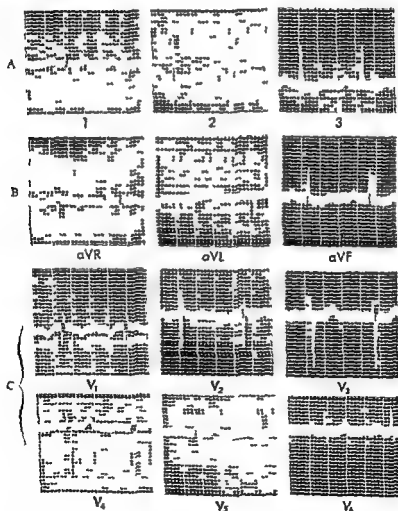 A
1 2 3
B
aVR aVL aVF
V₁ V₂ V₃
C
V₄ V₅ V₆